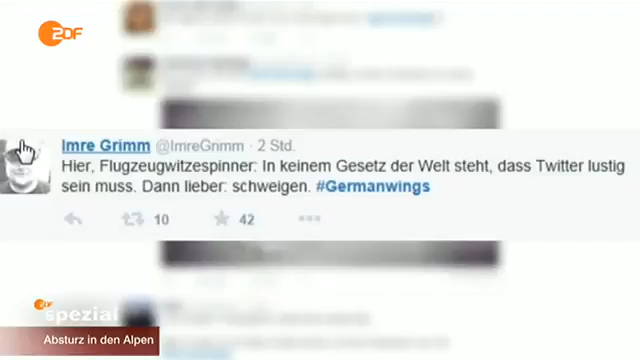 ZDF
Imre Grimm @ImreGrimm · 2 Std.
Hier, Flugzeugwitzespinner: In keinem Gesetz der Welt steht, dass Twitter lustig
sein muss. Dann lieber: schweigen. #Germanwings
10 42
ZDF
spezial
Absturz in den Alpen